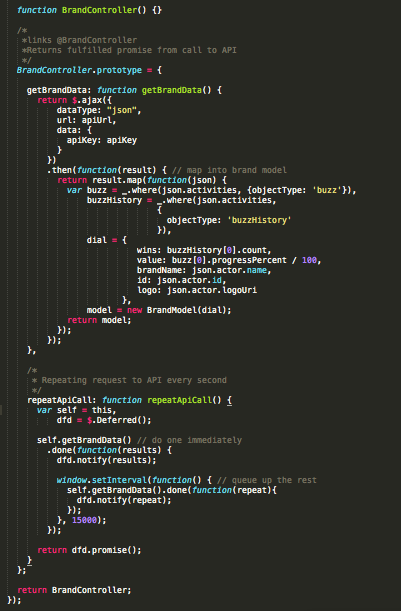 function BrandController() {}

/*
*links @BrandController
*Returns fulfilled promise from call to API
*/
BrandController.prototype = {

getBrandData: function getBrandData() {
return $.ajax({
dataType: "json",
url: apiUrl,
data: {
apiKey: apiKey
}
})
.then(function(result) { // map into brand model
return result.map(function(json) {
var buzz = _.where(json.activities, {objectType: 'buzz'}),
buzzHistory = _.where(json.activities,
{
objectType: 'buzzHistory'
}),
dial = {
wins: buzzHistory[0].count,
value: buzz[0].progressPercent / 100,
brandName: json.actor.name,
id: json.actor.id,
logo: json.actor.logoUri
},
model = new BrandModel(dial);
return model;
});
});
},

/*
* Repeating request to API every second
*/
repeatApiCall: function repeatApiCall() {
var self = this,
dfd = $.Deferred();

self.getBrandData() // do one immediately
.done(function(results) {
dfd.notify(results);

window.setInterval(function() { // queue up the rest
self.getBrandData().done(function(repeat){
dfd.notify(repeat);
});
}, 15000);
});

return dfd.promise();
}
};

return BrandController;
});